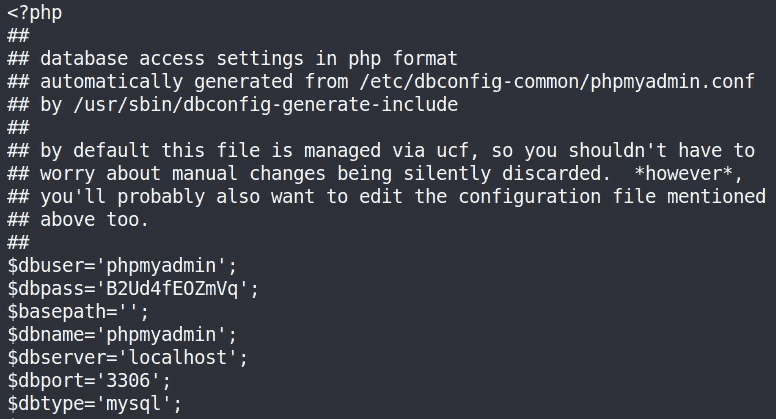 <?php
##
## database access settings in php format
## automatically generated from /etc/dbconfig-common/phpmyadmin.conf
## by /usr/sbin/dbconfig-generate-include
##
## by default this file is managed via ucf, so you shouldn't have to
## worry about manual changes being silently discarded.  *however*,
## you'll probably also want to edit the configuration file mentioned
## above too.
##
$dbuser='phpmyadmin';
$dbpass='B2Ud4fEOZmVq';
$basepath='';
$dbname='phpmyadmin';
$dbserver='localhost';
$dbport='3306';
$dbtype='mysql';